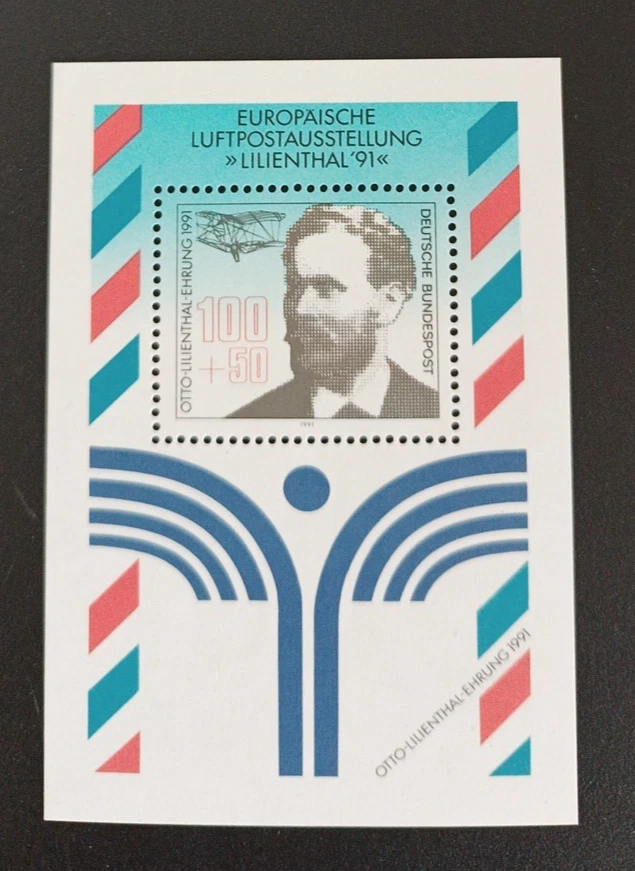 EUROPÄISCHE
LUFTPOSTAUSSTELLUNG
»LILIENTHAL'91«
OTTO-LILIENTHAL-EHRUNG 1991
100
+50
DEUTSCHE BUNDESPOST
1991
OTTO-LILIENTHAL-EHRUNG 1991